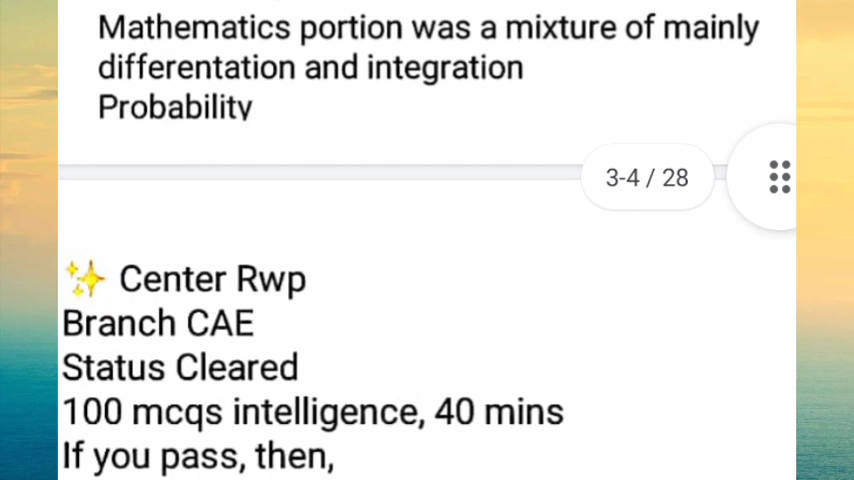 Mathematics portion was a mixture of mainly
differentation and integration
Probability
3-4 / 28
✨ Center Rwp
Branch CAE
Status Cleared
100 mcqs intelligence, 40 mins
If you pass, then,